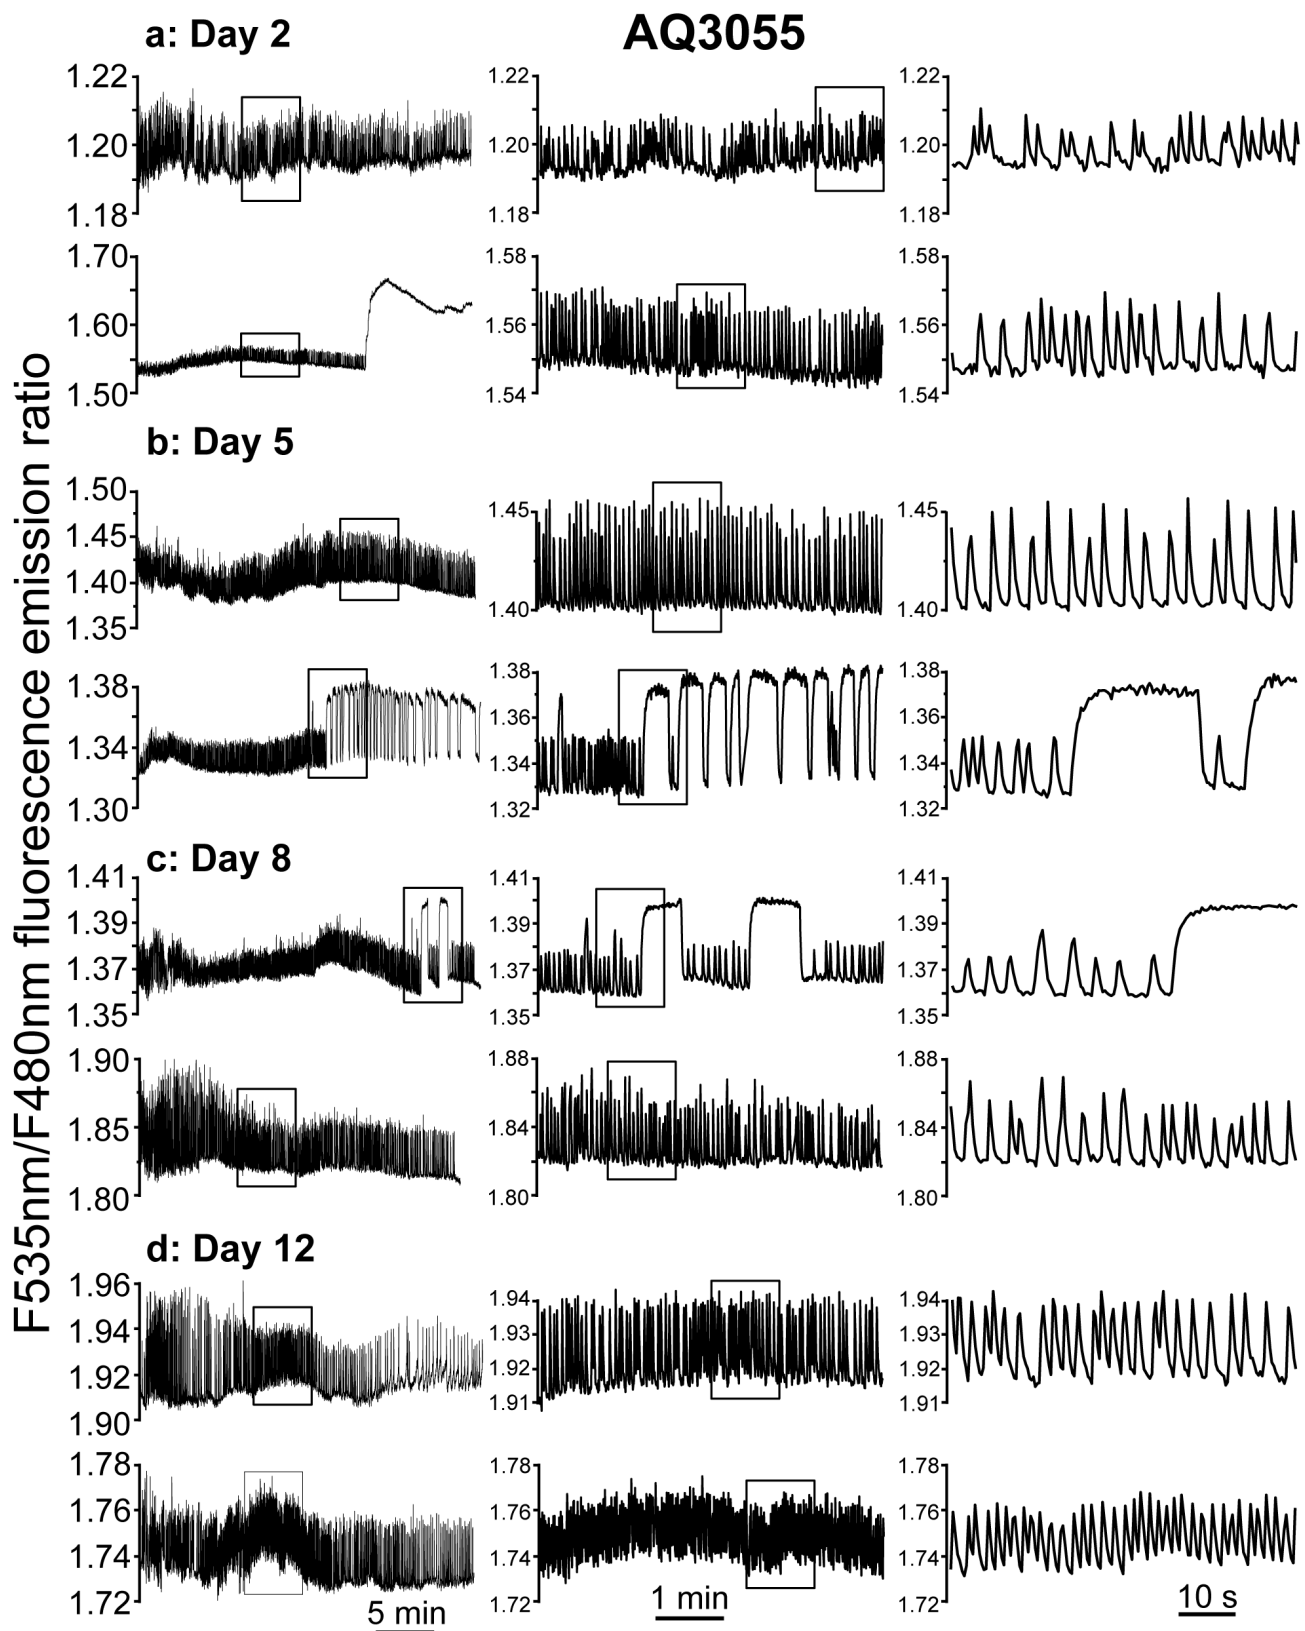 a: Day 2 AQ3055
1.22 1.22 1.22
1.20 1.20 1.20
1.18 1.18 1.18
1.70 1.58 1.58
1.60 1.56 1.56
1.50 1.54 1.54
F535nm/F480nm fluorescence emission ratio
b: Day 5
1.50
1.45 1.45 1.45
1.40 1.40 1.40
1.35
1.38 1.38 1.38
1.36 1.36
1.34 1.34 1.34
1.30 1.32 1.32
c: Day 8
1.41 1.41 1.41
1.39 1.39 1.39
1.37 1.37 1.37
1.35 1.35 1.35
1.90 1.88 1.88
1.85 1.84 1.84
1.80 1.80 1.80
d: Day 12
1.96 1.94 1.94
1.94 1.93 1.93
1.92 1.92 1.92
1.90 1.91 1.91
1.78 1.78 1.78
1.76 1.76 1.76
1.74 1.74 1.74
1.72 1.72 1.72
5 min 1 min 10 s